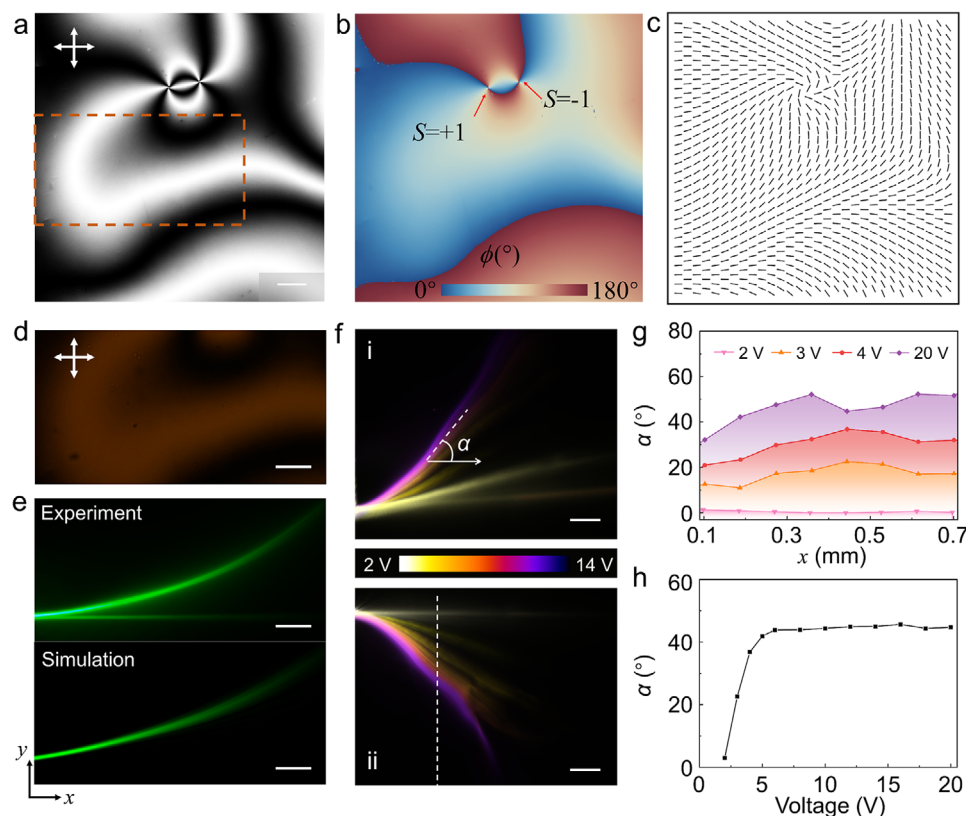 a
b
c
S=+1
S=-1
ϕ(°)
0°
180°
d
e
Experiment
Simulation
y
x
f
i
α
2 V
14 V
ii
g
2 V 3 V 4 V 20 V
80
60
40
20
0
α (°)
0.1 0.3 0.5 0.7
x (mm)
h
60
40
20
0
α (°)
0 5 10 15 20
Voltage (V)